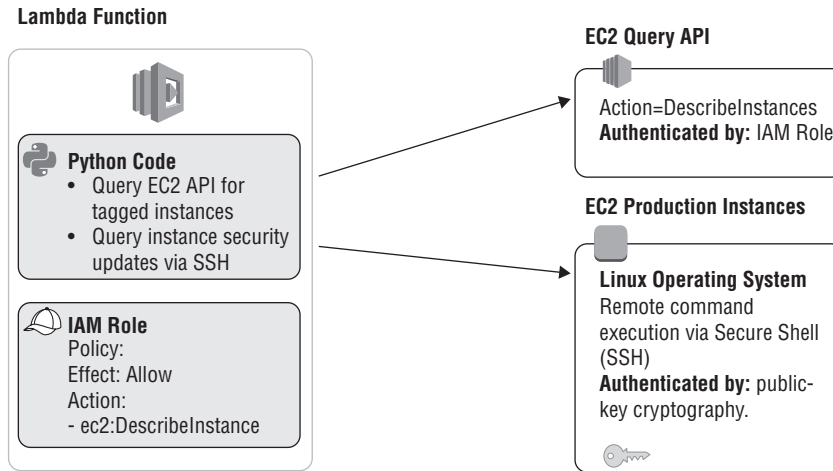 Lambda Function
Python Code
• Query EC2 API for
tagged instances
• Query instance security
updates via SSH
IAM Role
Policy:
Effect: Allow
Action:
- ec2:DescribeInstance
EC2 Query API
Action=DescribeInstances
Authenticated by: IAM Role
EC2 Production Instances
Linux Operating System
Remote command
execution via Secure Shell
(SSH)
Authenticated by: public-
key cryptography.